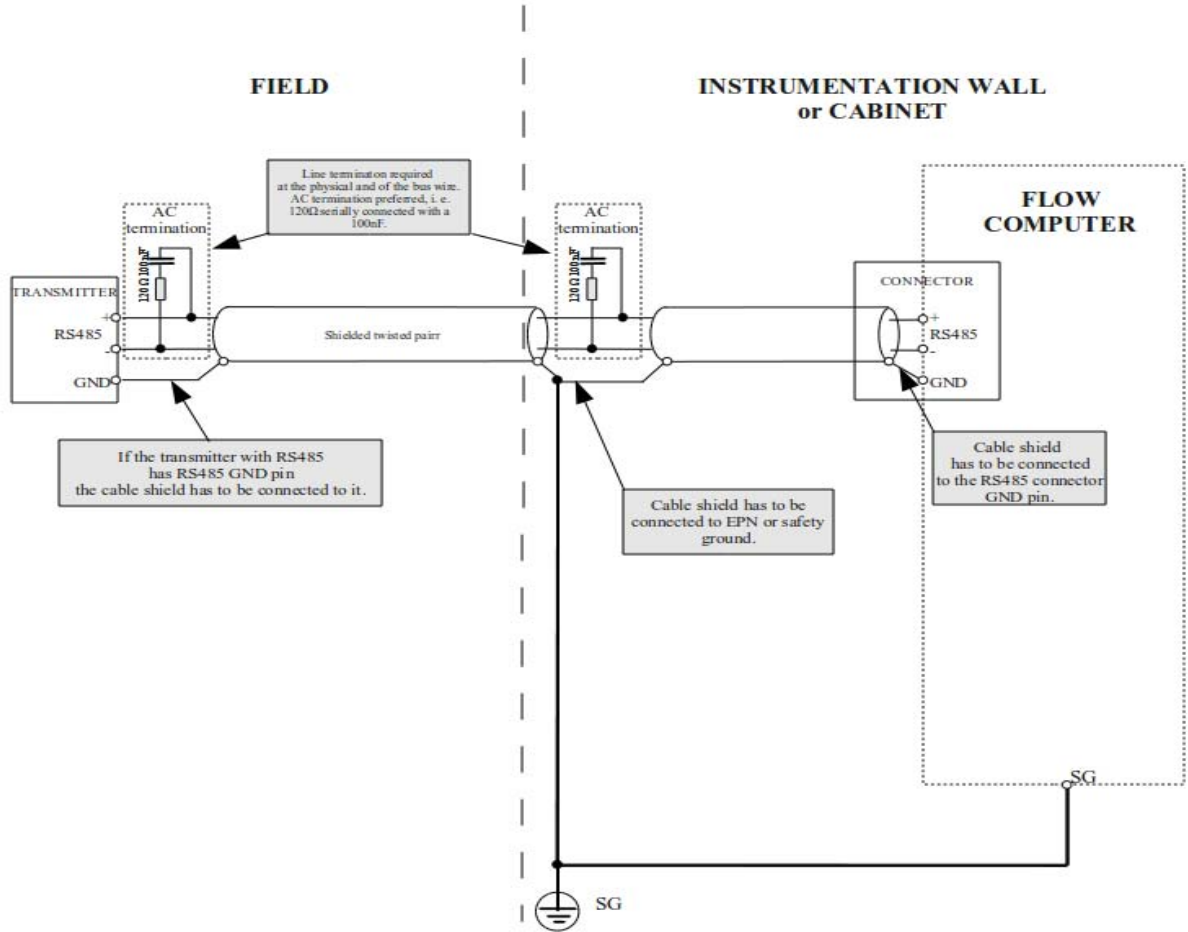 FIELD
INSTRUMENTATION WALL
or CABINET
Line terminaton required
at the physical and of the bus wire.
AC termination preferred, i. e.
120Ω serially connected with a
100nF.
AC
termination
120 Ω 100nF
AC
termination
120 Ω 100nF
FLOW
COMPUTER
TRANSMITTER
+
RS485
-
GND
Shielded twisted pairr
CONNECTOR
+
RS485
-
GND
If the transmitter with RS485
has RS485 GND pin
the cable shield has to be connected to it.
Cable shield has to be
connected to EPN or safety
ground.
Cable shield
has to be connected
to the RS485 connector
GND pin.
SG
SG